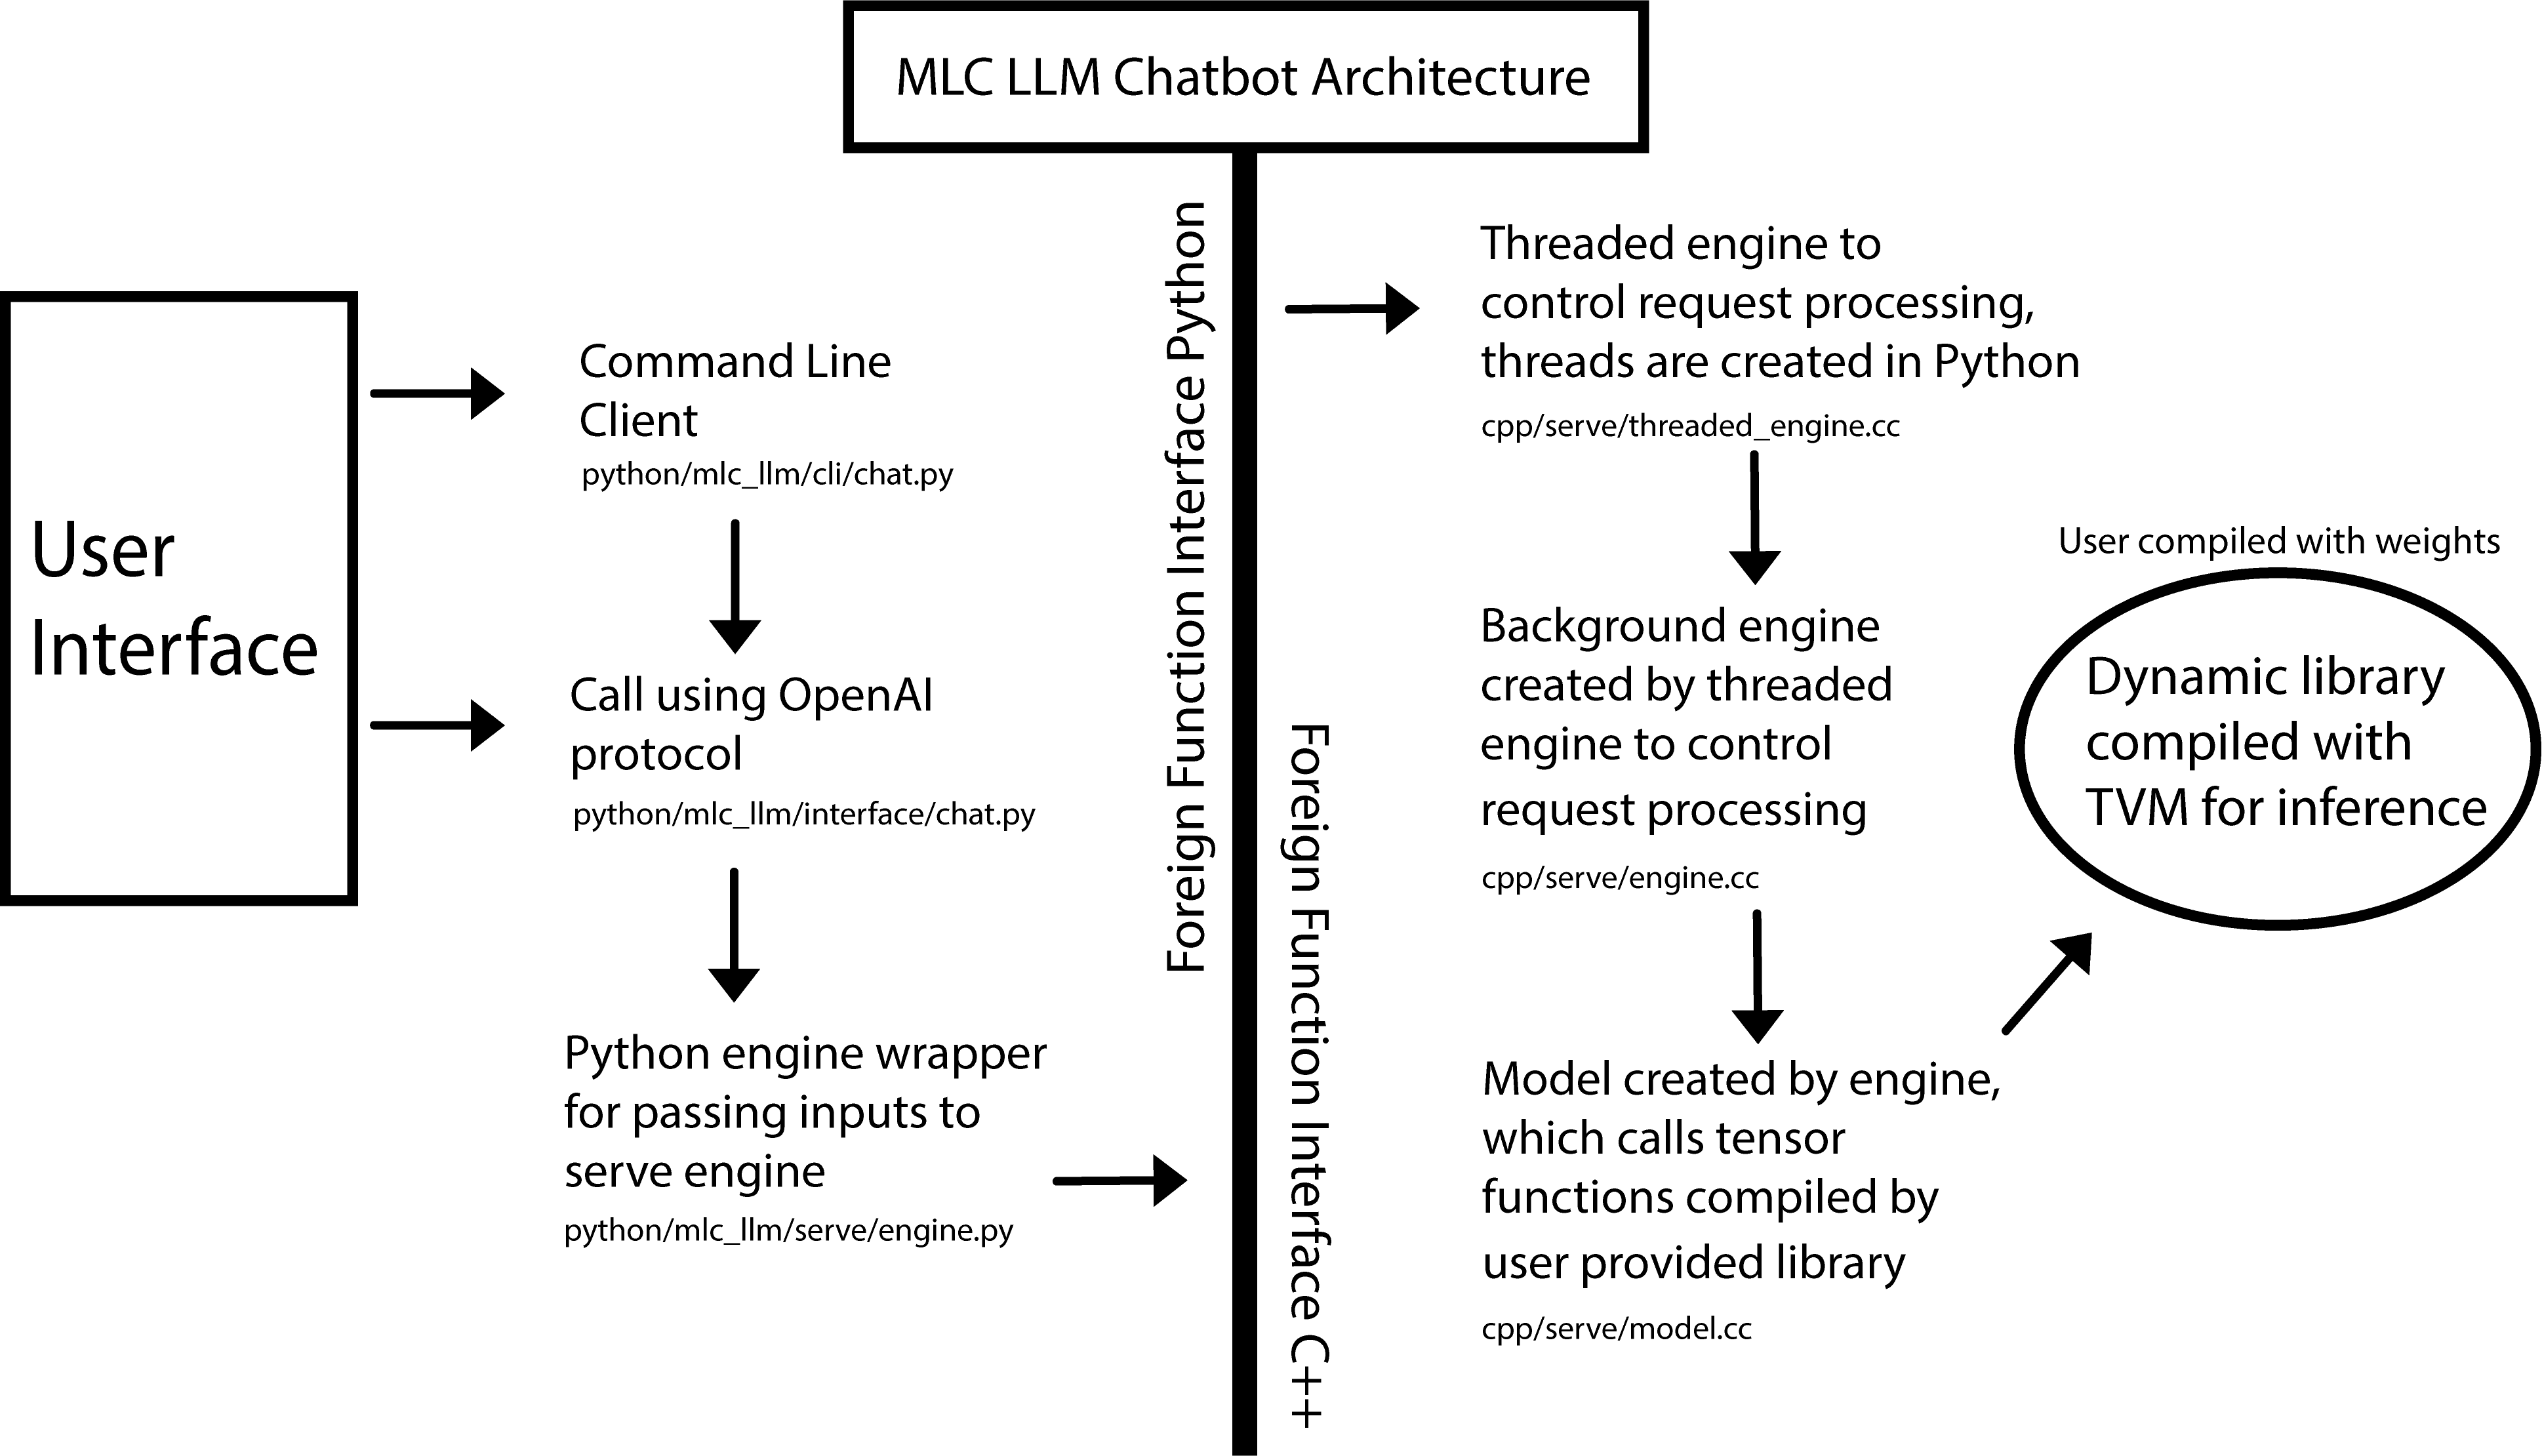 MLC LLM Chatbot Architecture
User
Interface
Command Line
Client
python/mlc_llm/cli/chat.py
Call using OpenAI
protocol
python/mlc_llm/interface/chat.py
Python engine wrapper
for passing inputs to
serve engine
python/mlc_llm/serve/engine.py
Foreign Function Interface Python
Foreign Function Interface C++
Threaded engine to
control request processing,
threads are created in Python
cpp/serve/threaded_engine.cc
Background engine
created by threaded
engine to control
request processing
cpp/serve/engine.cc
Model created by engine,
which calls tensor
functions compiled by
user provided library
cpp/serve/model.cc
User compiled with weights
Dynamic library
compiled with
TVM for inference